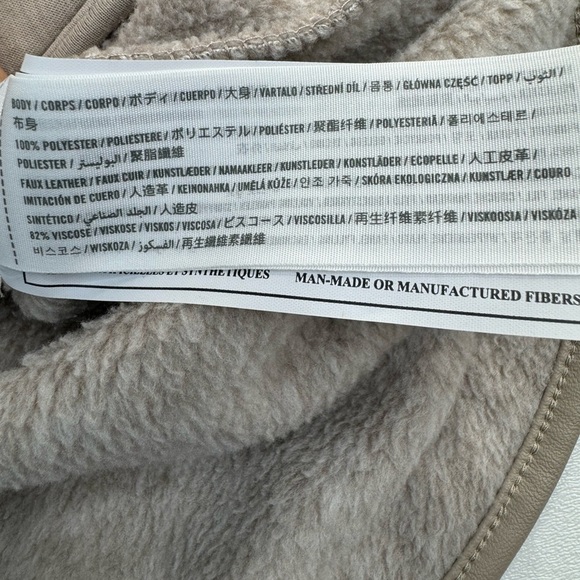 BODY / CORPS / CORPO / ボディ / CUERPO / 大身 / VARTALO / STŘEDNÍ DÍL / 몸통 / GŁÓWNA CZĘŚĆ / TOPP / الثوب /
布身
100% POLYESTER / POLIESTERE / ポリエステル / POLIÉSTER / 聚酯纤维 / POLYESTERIÄ / 폴리에스테르 /
POLIESTER / البوليستر / 聚脂纖維
FAUX LEATHER / FAUX CUIR / KUNSTLÆDER / NAMAAKLEER / KUNSTLEDER / KONSTLÄDER / ECOPELLE / 人工皮革 /
IMITACIÓN DE CUERO / 人造革 / KEINONAHKA / UMĚLÁ KŮŽE / 인조 가죽 / SKÓRA EKOLOGICZNA / KUNSTLÆR / COURO
SINTÉTICO / الجلد الصناعي / 人造皮
82% VISCOSE / VISKOSE / VISKOS / VISCOSA / ビスコース / VISCOSILLA / 再生纤维素纤维 / VISKOOSIA / VISKÓZA
비스코스 / WISKOZA / الفسكوز / 再生纖維素纖維
ET SYNTHÉTIQUES MAN-MADE OR MANUFACTURED FIBERS